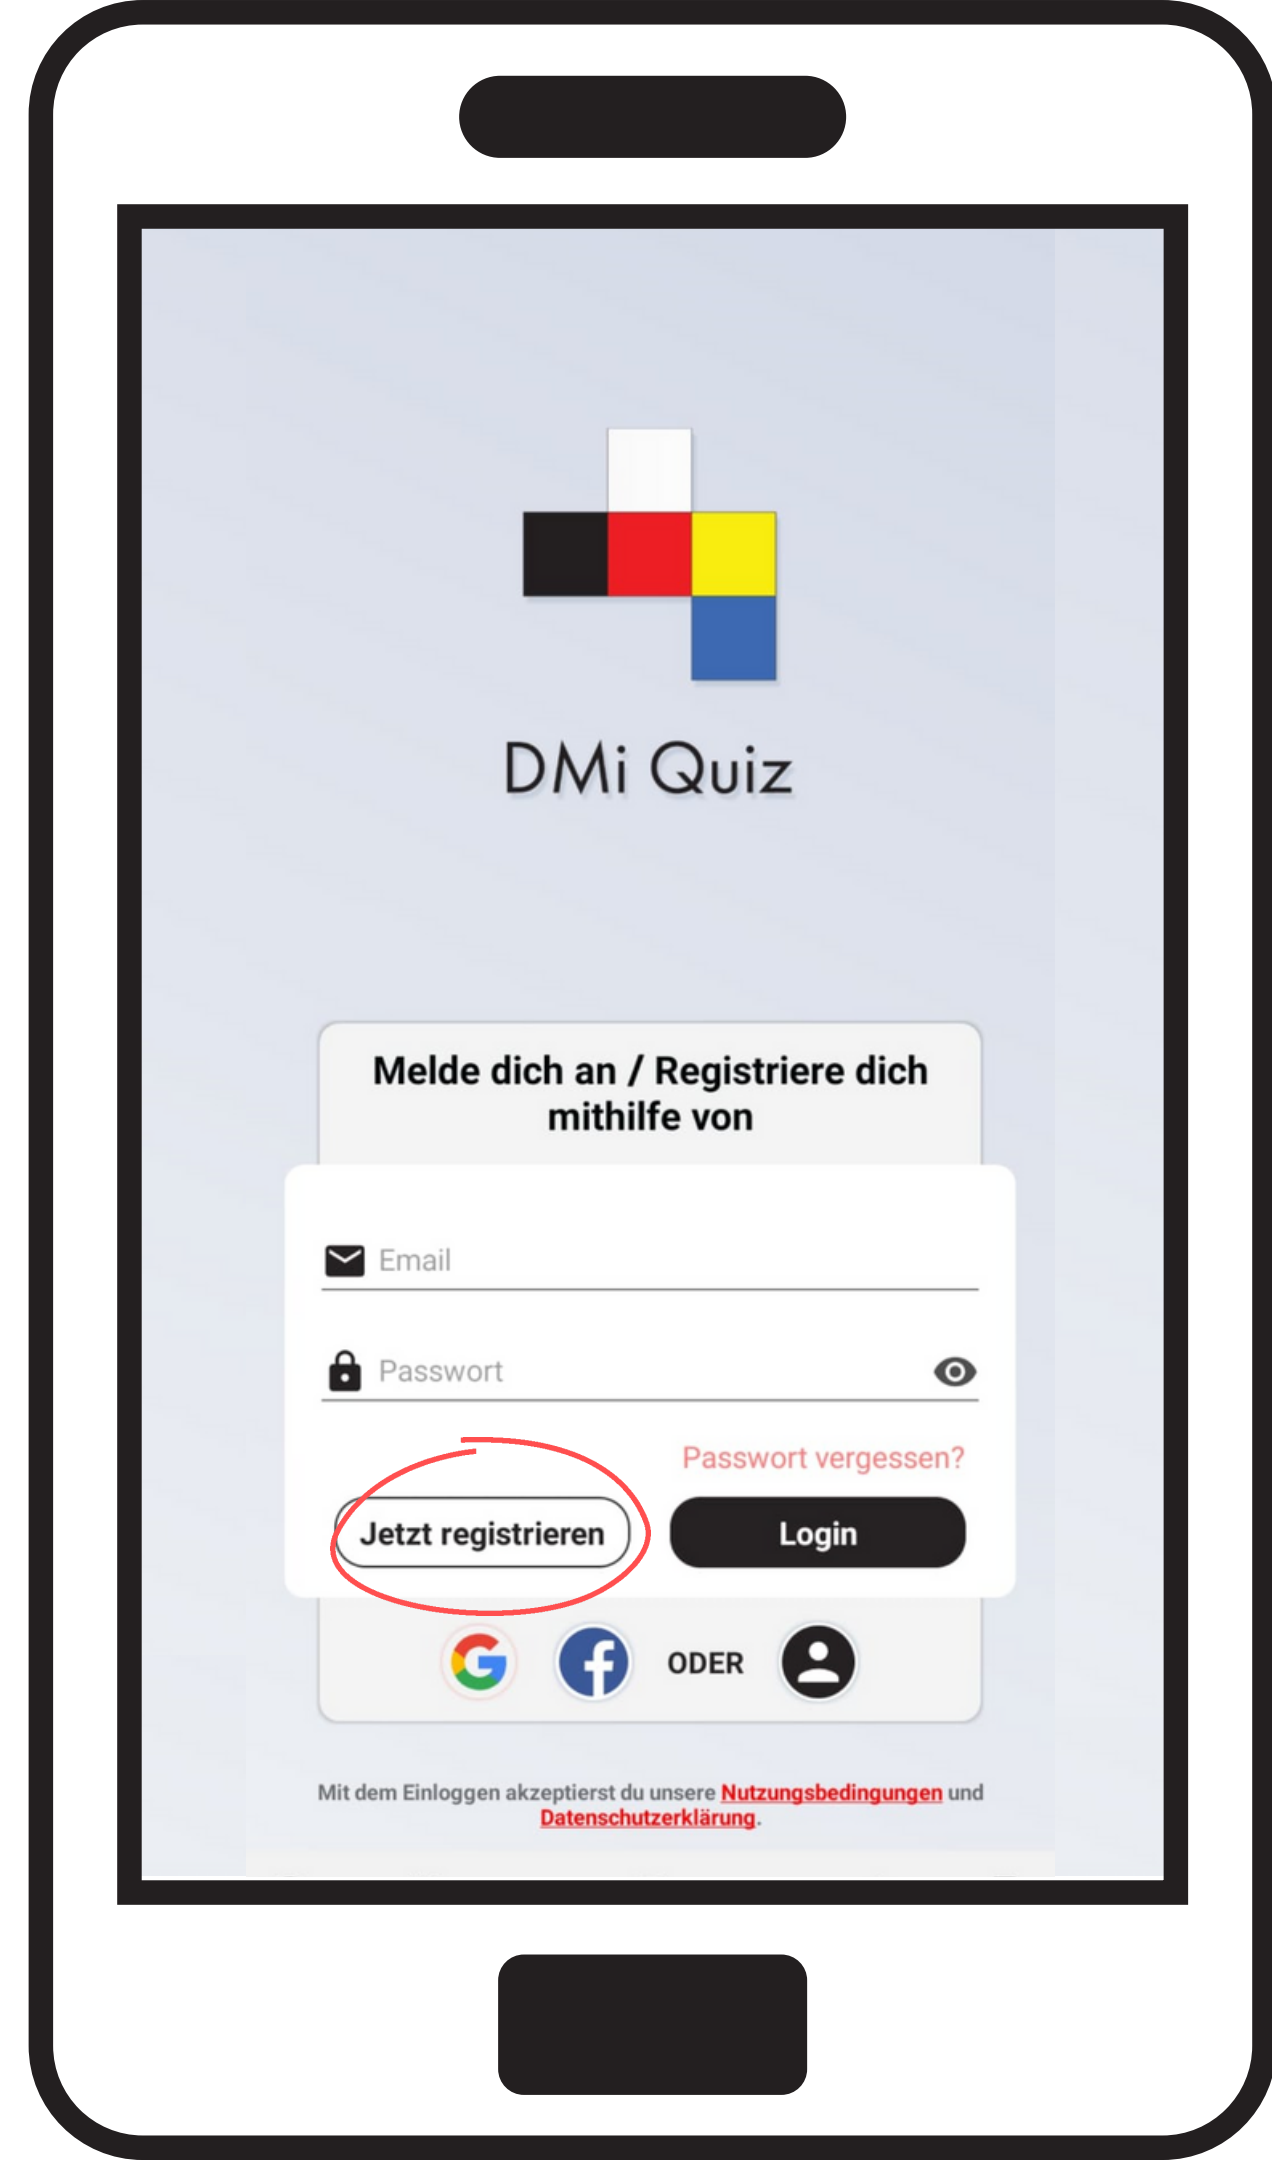 DMi Quiz
Melde dich an / Registriere dich
mithilfe von
Email
Passwort
Passwort vergessen?
Jetzt registrieren
Login
ODER
Mit dem Einloggen akzeptierst du unsere Nutzungsbedingungen und
Datenschutzerklärung.